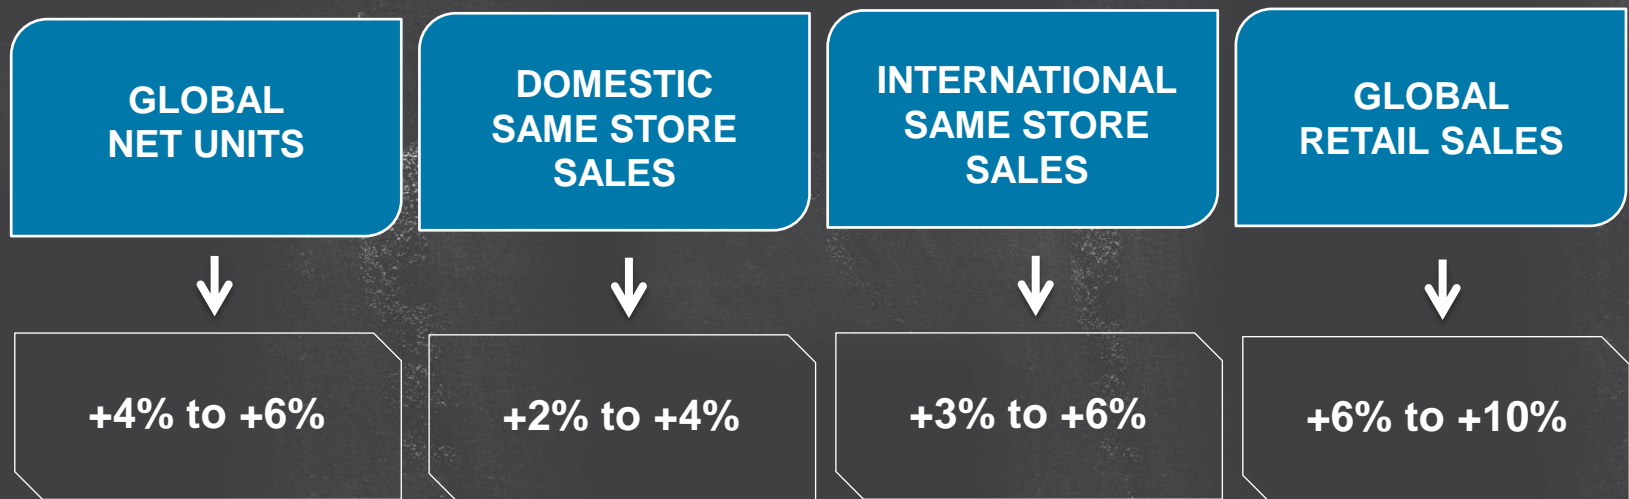 GLOBAL
NET UNITS
DOMESTIC
SAME STORE
SALES
INTERNATIONAL
SAME STORE
SALES
GLOBAL
RETAIL SALES
+4% to +6%
+2% to +4%
+3% to +6%
+6% to +10%